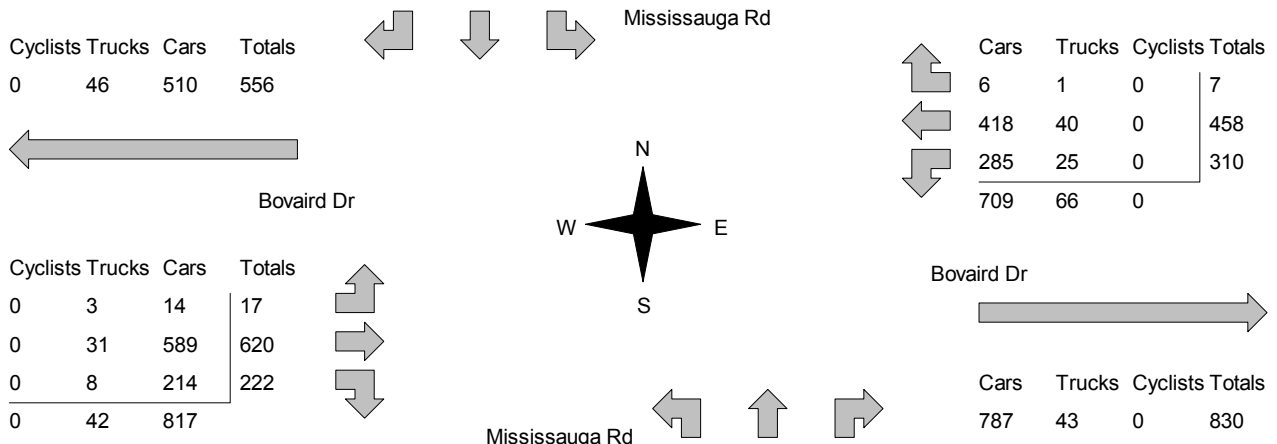 Mississauga Rd
Cyclists Trucks Cars Totals
0 46 510 556
Cars Trucks Cyclists Totals
6 1 0 7
418 40 0 458
285 25 0 310
709 66 0
Bovaird Dr
N
W E
S
Cyclists Trucks Cars Totals
0 3 14 17
0 31 589 620
0 8 214 222
0 42 817
Bovaird Dr
Cars Trucks Cyclists Totals
787 43 0 830
Mississauga Rd